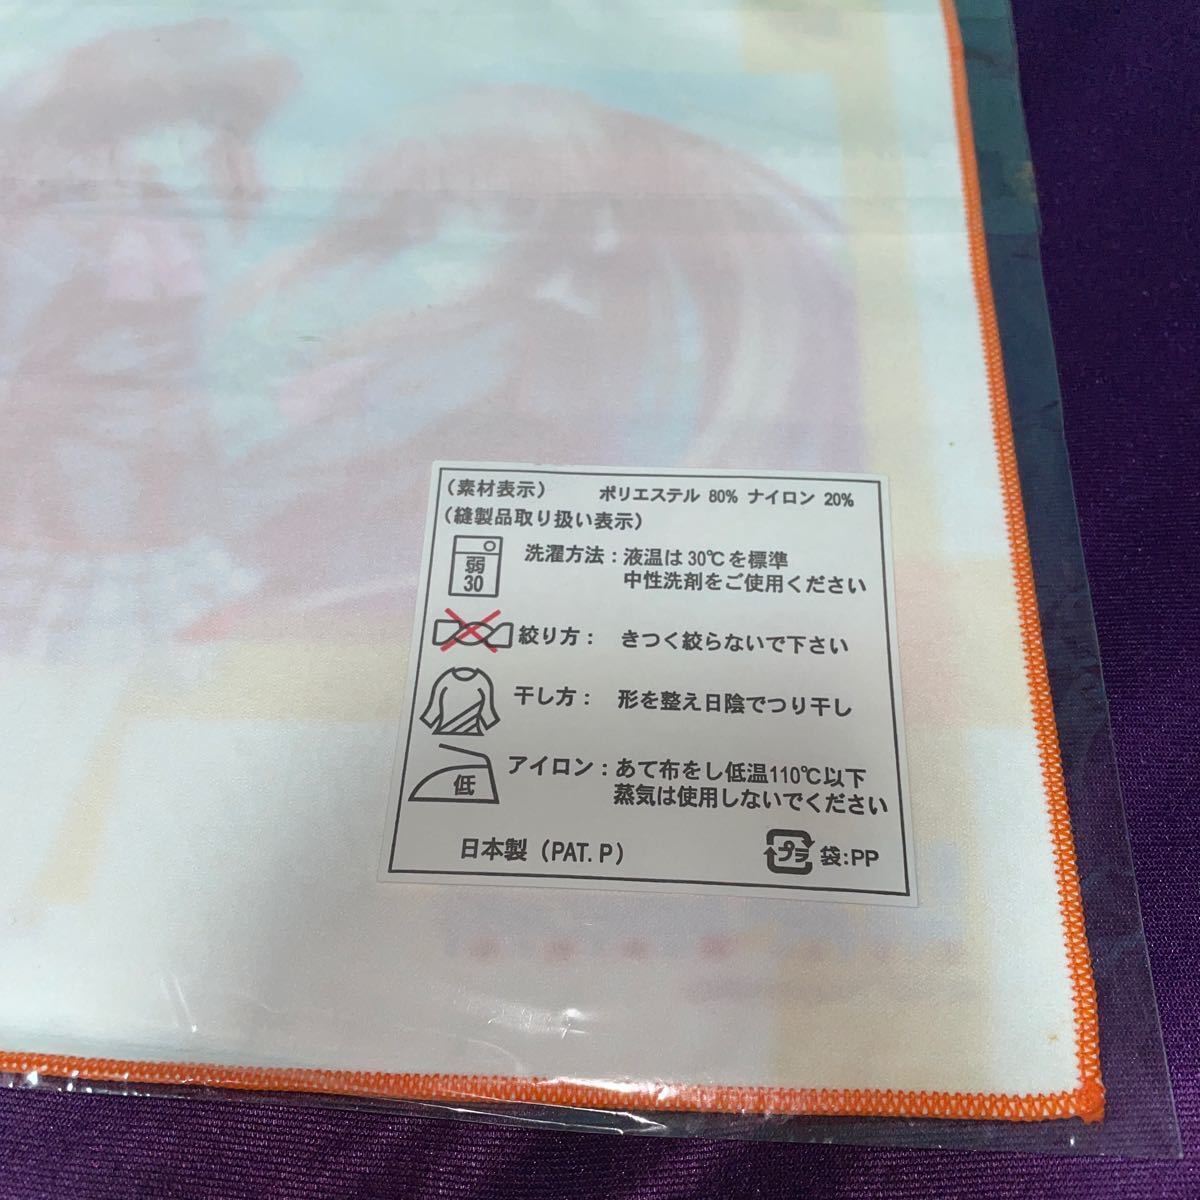 (素材表示) ポリエステル 80% ナイロン 20%
(縫製品取り扱い表示)
弱
30
洗濯方法:液温は30℃を標準
中性洗剤をご使用ください
絞り方: きつく絞らないで下さい
干し方: 形を整え日陰でつり干し
低
アイロン:あて布をし低温110℃以下
蒸気は使用しないでください
日本製 (PAT. P) プラ 袋:PP